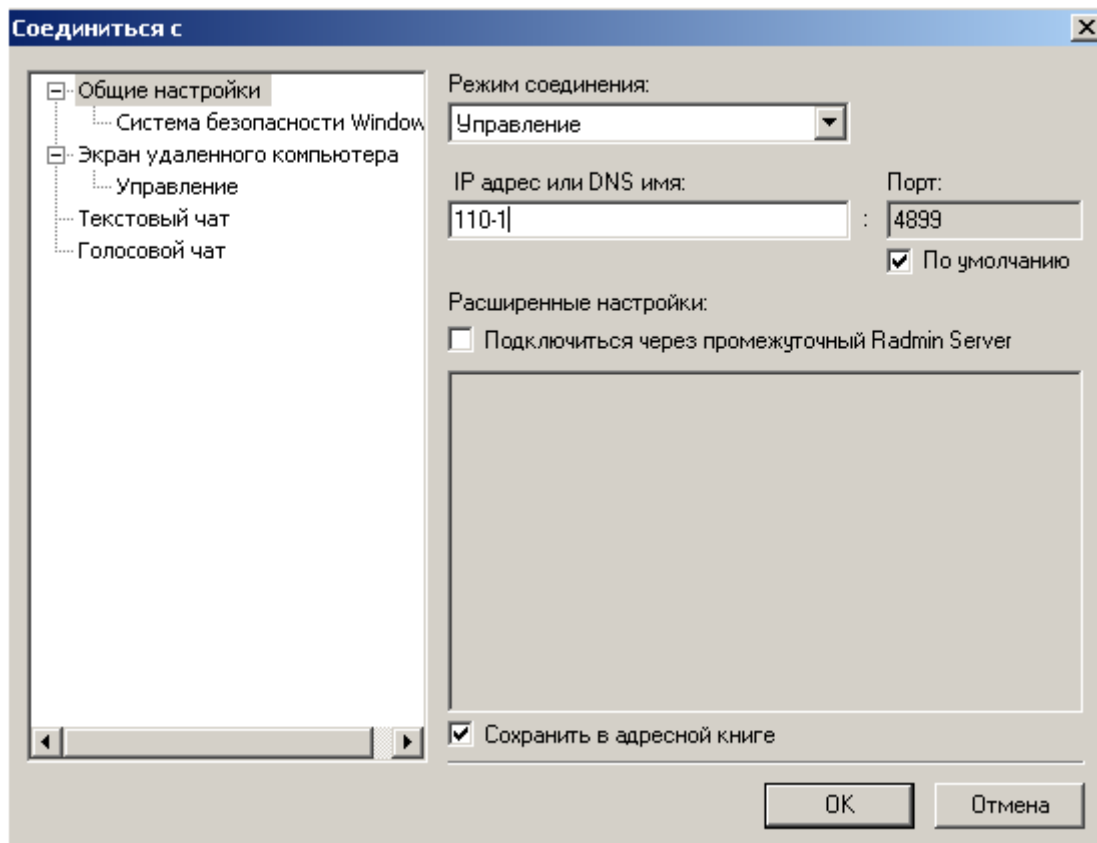 Соединиться с
Общие настройки
Система безопасности Window
Экран удаленного компьютера
Управление
Текстовый чат
Голосовой чат
Режим соединения:
Управление
IP адрес или DNS имя:
Порт:
110-1
:
4899
По умолчанию
Расширенные настройки:
Подключиться через промежуточный Radmin Server
Сохранить в адресной книге
OK
Отмена